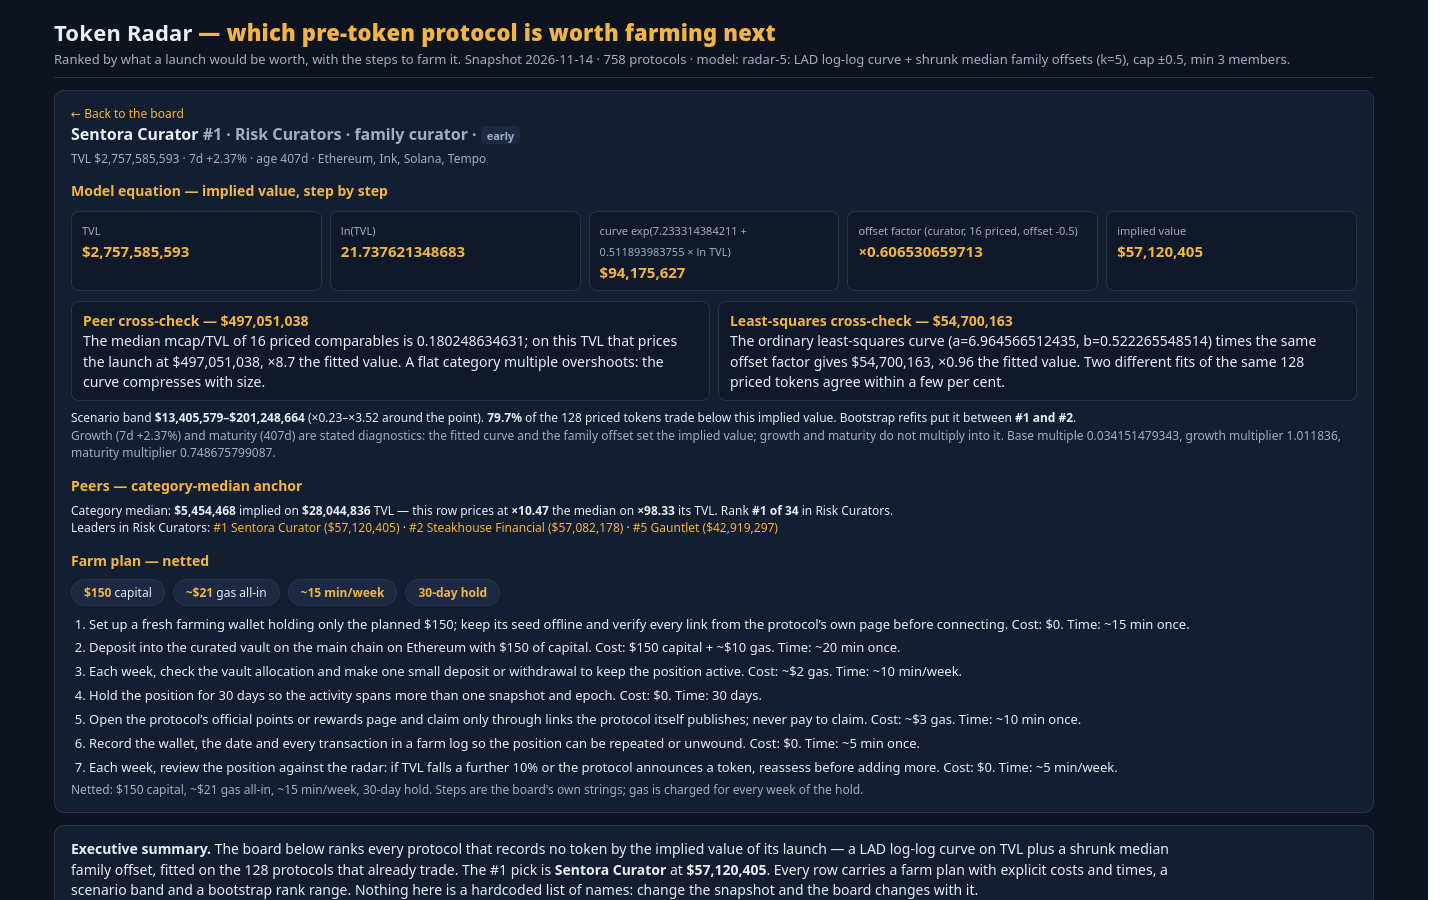 Token Radar — which pre-token protocol is worth farming next
Ranked by what a launch would be worth, with the steps to farm it. Snapshot 2026-11-14 · 758 protocols · model: radar-5: LAD log-log curve + shrunk median family offsets (k=5), cap ±0.5, min 3 members.
← Back to the board
Sentora Curator #1 · Risk Curators · family curator · early
TVL $2,757,585,593 · 7d +2.37% · age 407d · Ethereum, Ink, Solana, Tempo
Model equation — implied value, step by step
TVL
$2,757,585,593
ln(TVL)
21.737621348683
curve exp(7.233314384211 +
0.511893983755 × ln TVL)
$94,175,627
offset factor (curator, 16 priced, offset -0.5)
×0.606530659713
implied value
$57,120,405
Peer cross-check — $497,051,038
The median mcap/TVL of 16 priced comparables is 0.180248634631; on this TVL that prices
the launch at $497,051,038, ×8.7 the fitted value. A flat category multiple overshoots: the
curve compresses with size.
Least-squares cross-check — $54,700,163
The ordinary least-squares curve (a=6.964566512435, b=0.522265548514) times the same
offset factor gives $54,700,163, ×0.96 the fitted value. Two different fits of the same 128
priced tokens agree within a few per cent.
Scenario band $13,405,579–$201,248,664 (×0.23–×3.52 around the point). 79.7% of the 128 priced tokens trade below this implied value. Bootstrap refits put it between #1 and #2.
Growth (7d +2.37%) and maturity (407d) are stated diagnostics: the fitted curve and the family offset set the implied value; growth and maturity do not multiply into it. Base multiple 0.034151479343, growth multiplier 1.011836,
maturity multiplier 0.748675799087.
Peers — category-median anchor
Category median: $5,454,468 implied on $28,044,836 TVL — this row prices at ×10.47 the median on ×98.33 its TVL. Rank #1 of 34 in Risk Curators.
Leaders in Risk Curators: #1 Sentora Curator ($57,120,405) · #2 Steakhouse Financial ($57,082,178) · #5 Gauntlet ($42,919,297)
Farm plan — netted
$150 capital
~$21 gas all-in
~15 min/week
30-day hold
1. Set up a fresh farming wallet holding only the planned $150; keep its seed offline and verify every link from the protocol's own page before connecting. Cost: $0. Time: ~15 min once.
2. Deposit into the curated vault on the main chain on Ethereum with $150 of capital. Cost: $150 capital + ~$10 gas. Time: ~20 min once.
3. Each week, check the vault allocation and make one small deposit or withdrawal to keep the position active. Cost: ~$2 gas. Time: ~10 min/week.
4. Hold the position for 30 days so the activity spans more than one snapshot and epoch. Cost: $0. Time: 30 days.
5. Open the protocol's official points or rewards page and claim only through links the protocol itself publishes; never pay to claim. Cost: ~$3 gas. Time: ~10 min once.
6. Record the wallet, the date and every transaction in a farm log so the position can be repeated or unwound. Cost: $0. Time: ~5 min once.
7. Each week, review the position against the radar: if TVL falls a further 10% or the protocol announces a token, reassess before adding more. Cost: $0. Time: ~5 min/week.
Netted: $150 capital, ~$21 gas all-in, ~15 min/week, 30-day hold. Steps are the board's own strings; gas is charged for every week of the hold.
Executive summary. The board below ranks every protocol that records no token by the implied value of its launch — a LAD log-log curve on TVL plus a shrunk median
family offset, fitted on the 128 protocols that already trade. The #1 pick is Sentora Curator at $57,120,405. Every row carries a farm plan with explicit costs and times, a
scenario band and a bootstrap rank range. Nothing here is a hardcoded list of names: change the snapshot and the board changes with it.